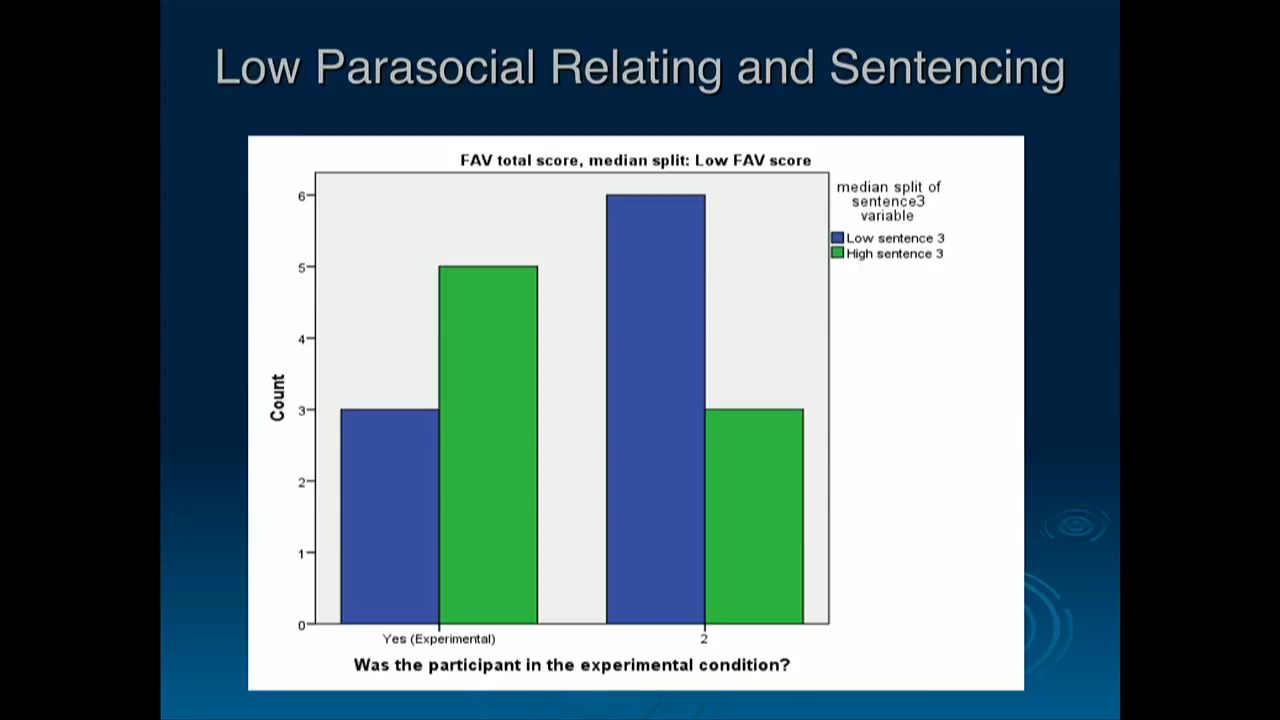 Low Parasocial Relating and Sentencing
FAV total score, median split: Low FAV score
median split of
sentence3
variable
Low sentence 3
High sentence 3
6
5
4
3
2
1
0
Count
Yes (Experimental)
2
Was the participant in the experimental condition?